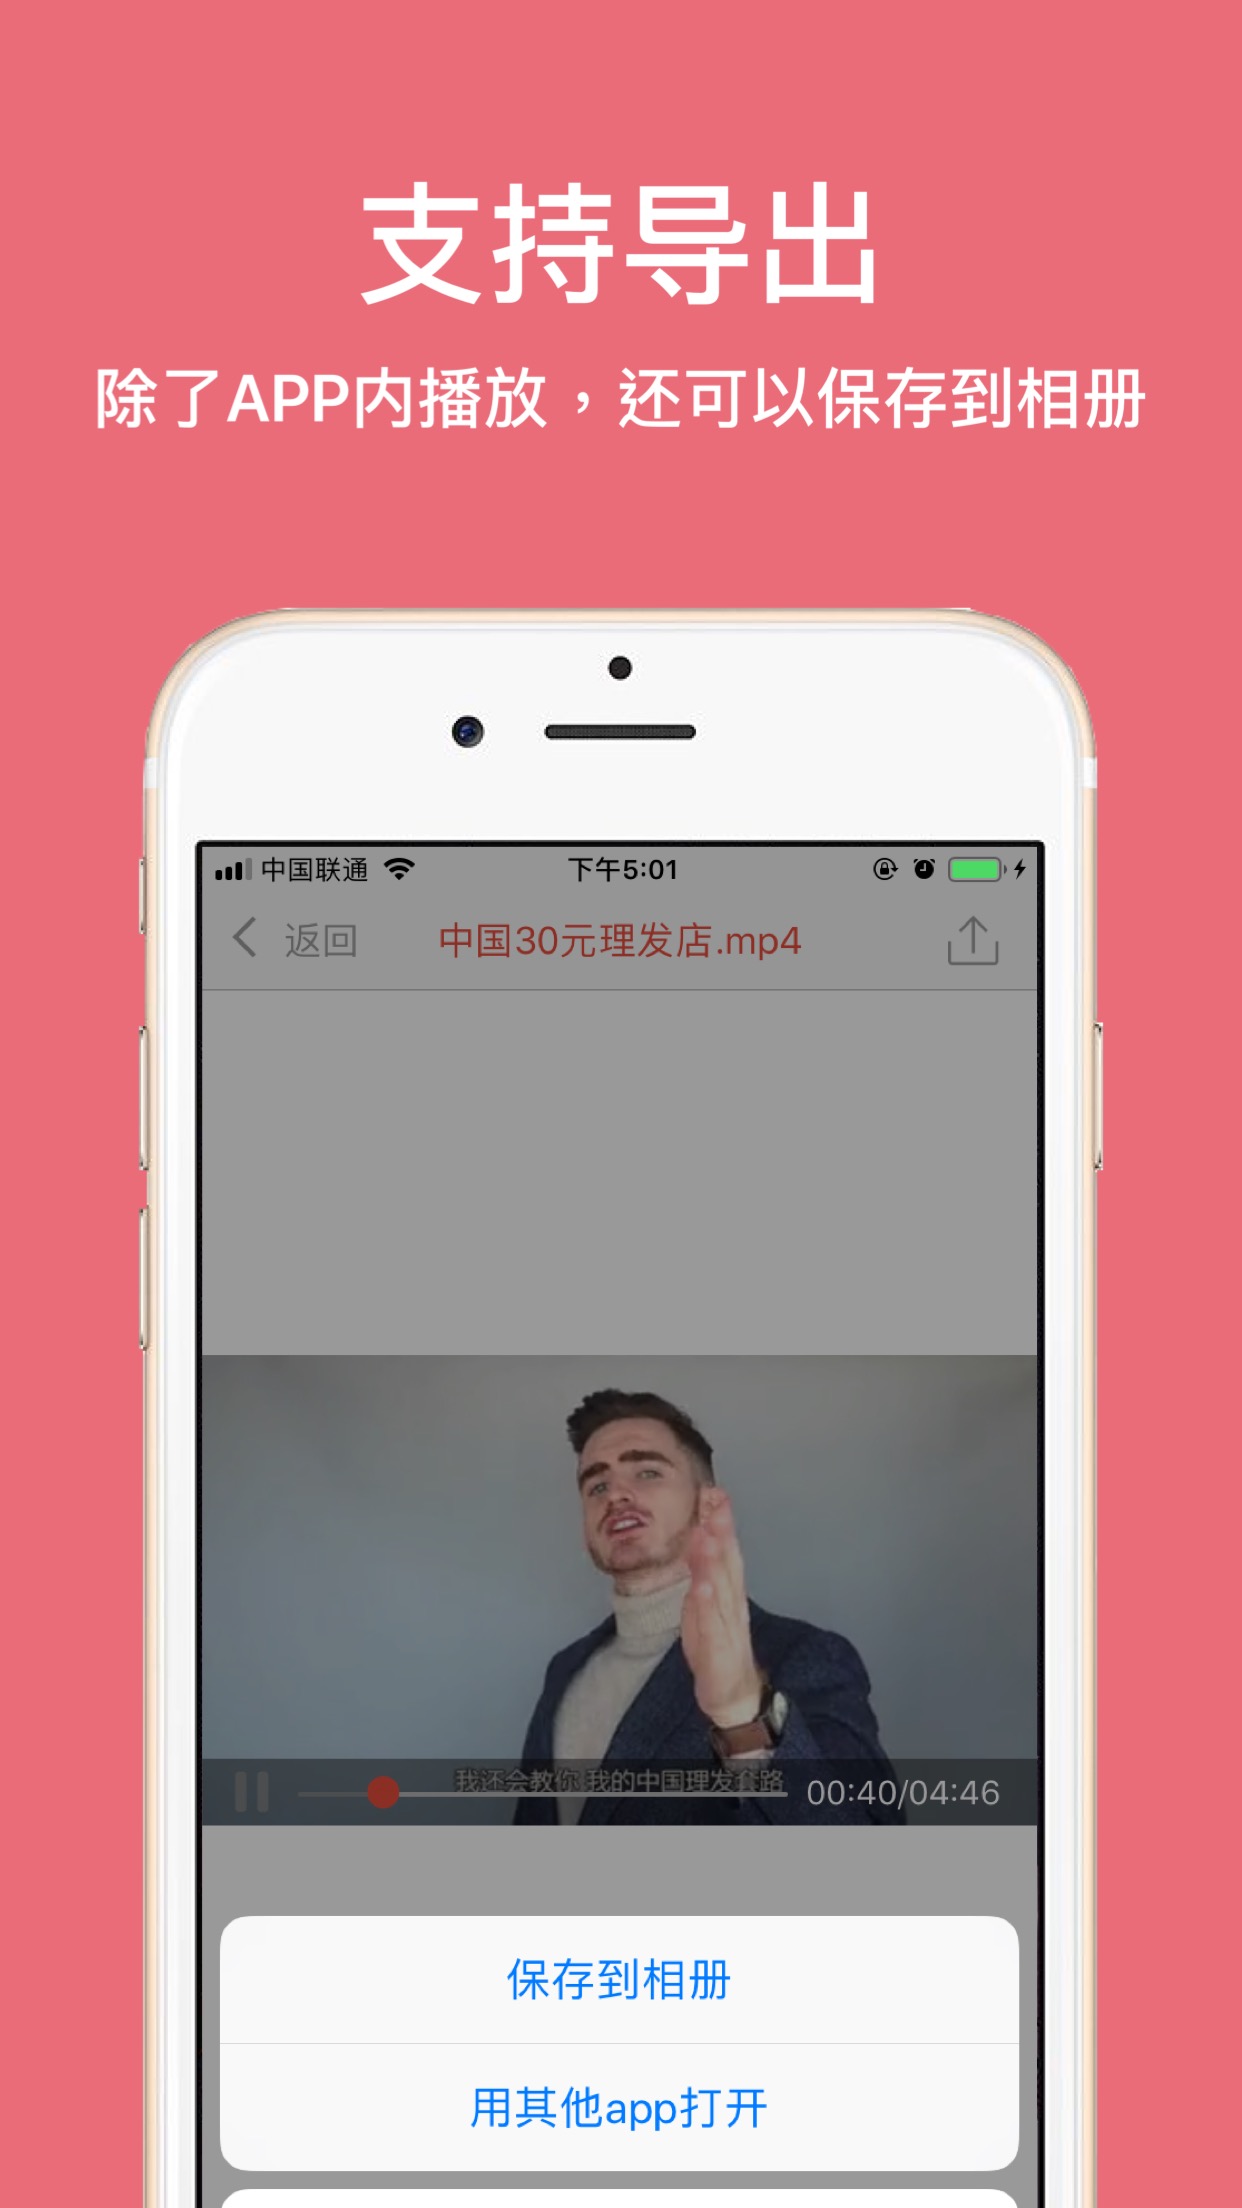 支持导出
除了APP内播放，还可以保存到相册
中国联通 下午5:01
返回 中国30元理发店.mp4
我还会教你 我的中国理发套路
00:40/04:46
保存到相册
用其他app打开